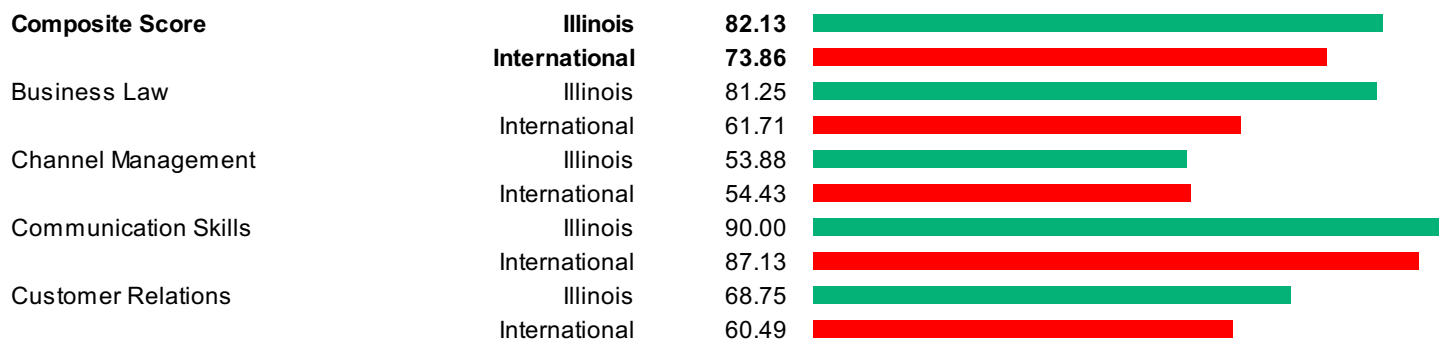 Composite Score Illinois 82.13
International 73.86
Business Law Illinois 81.25
International 61.71
Channel Management Illinois 53.88
International 54.43
Communication Skills Illinois 90.00
International 87.13
Customer Relations Illinois 68.75
International 60.49